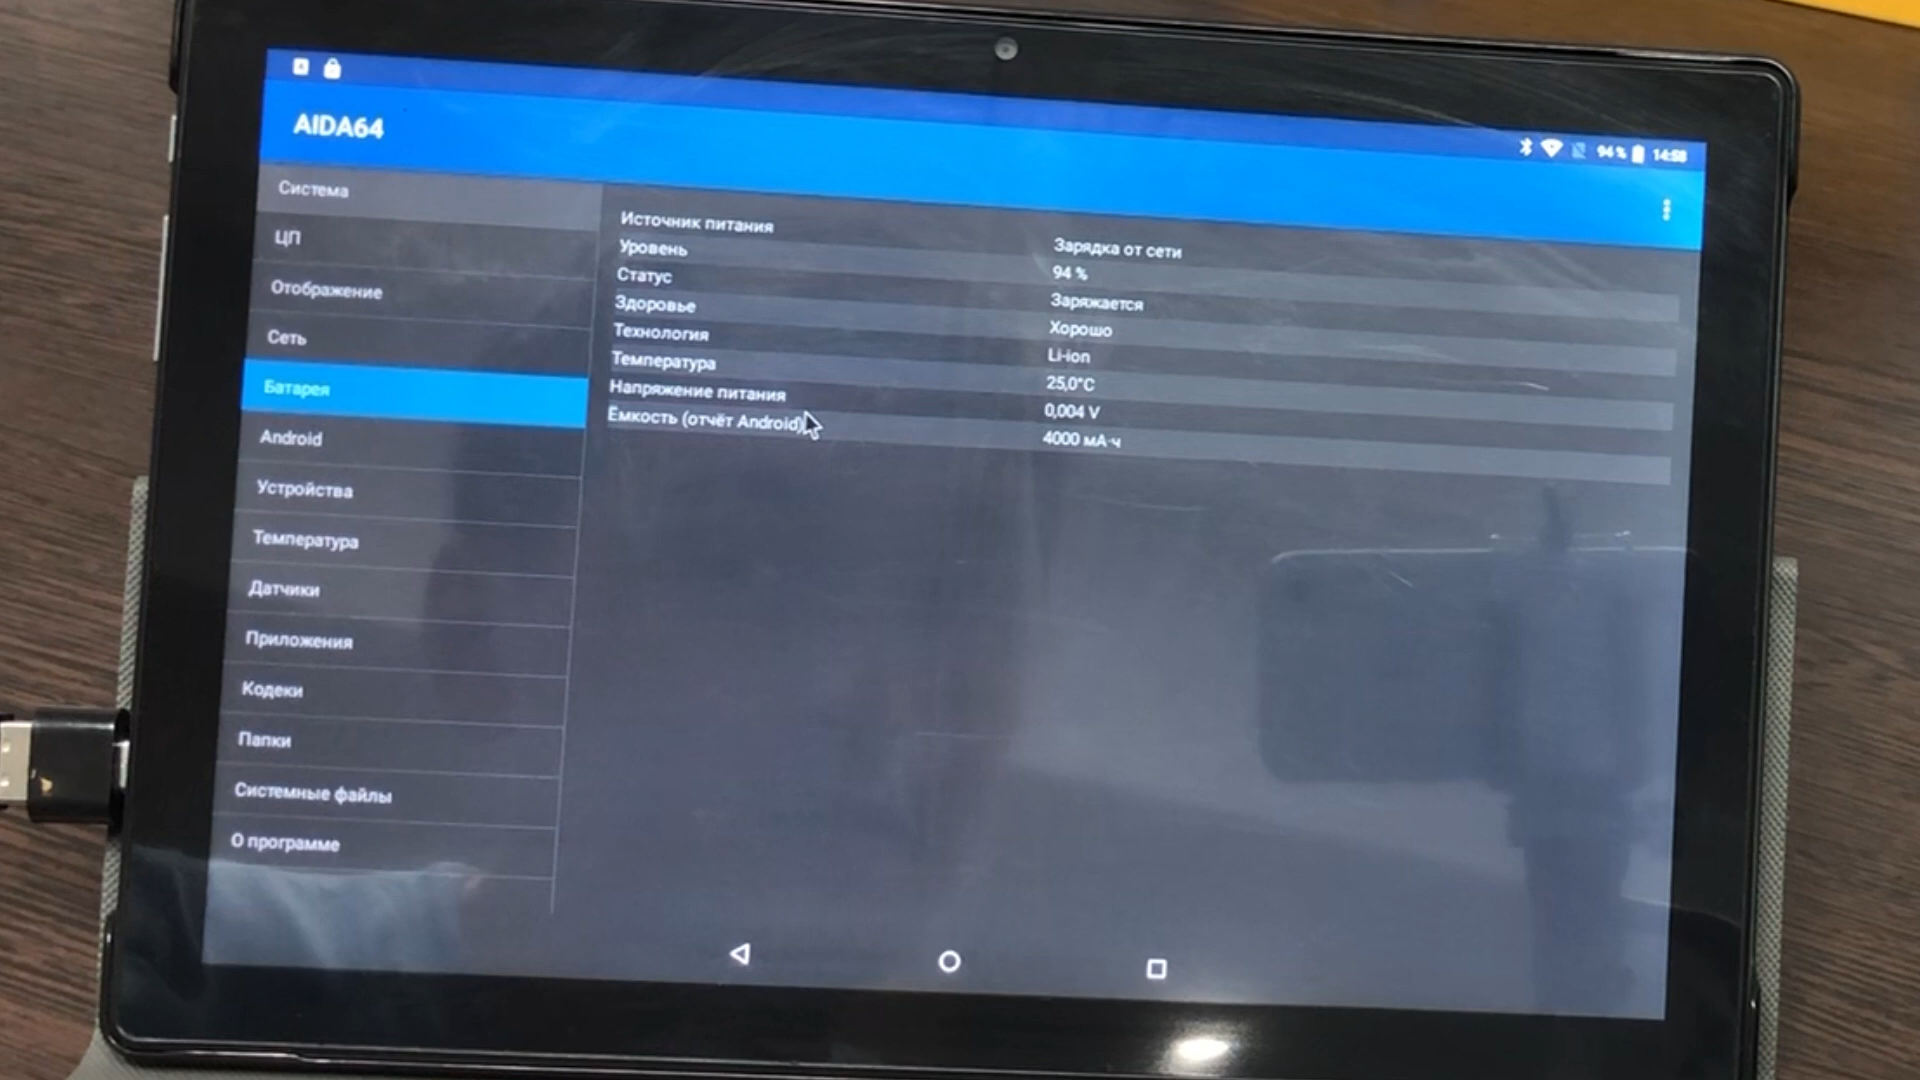 94 % 14:58
AIDA64
Система
ЦП
Отображение
Сеть
Батарея
Android
Устройства
Температура
Датчики
Приложения
Кодеки
Папки
Системные файлы
О программе
Источник питания Зарядка от сети
Уровень 94 %
Статус Заряжается
Здоровье Хорошо
Технология Li-ion
Температура 25,0°C
Напряжение питания 0,004 V
Емкость (отчёт Android) 4000 мА·ч